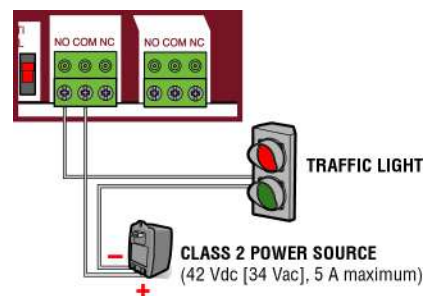 NO COM NC
NO COM NC
TRAFFIC LIGHT
–
+
CLASS 2 POWER SOURCE
(42 Vdc [34 Vac], 5 A maximum)